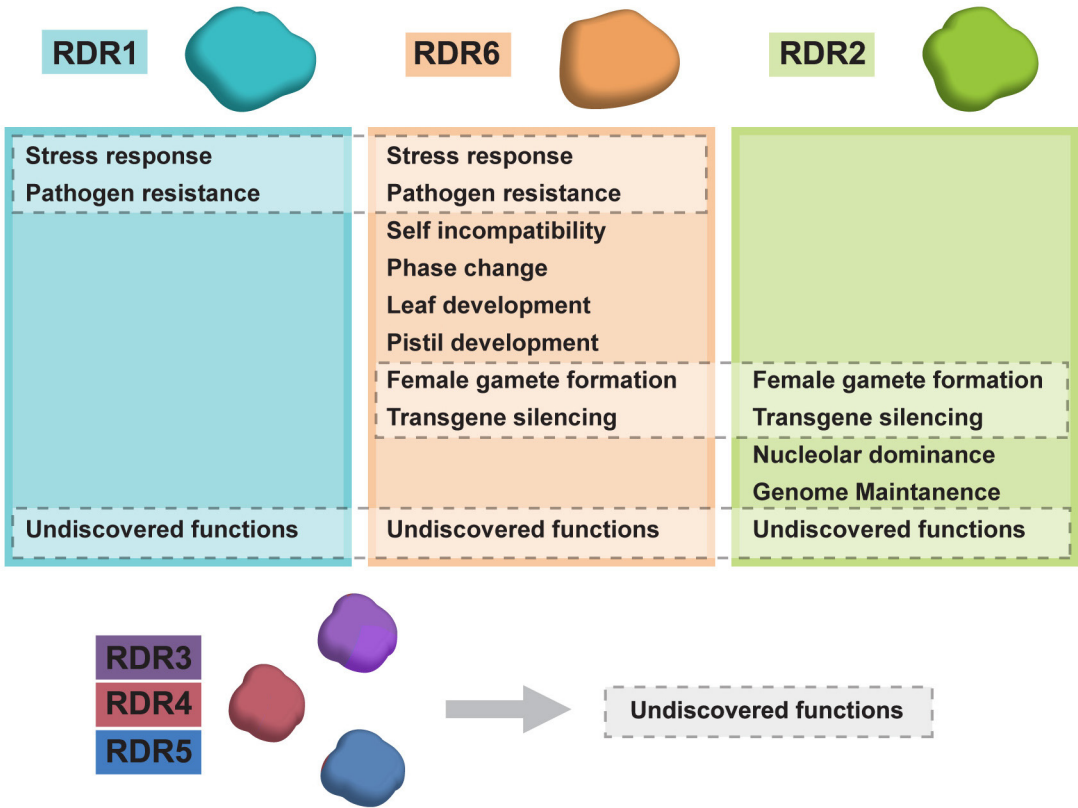 RDR1
RDR6
RDR2
Stress response
Pathogen resistance
Stress response
Pathogen resistance
Self incompatibility
Phase change
Leaf development
Pistil development
Female gamete formation
Transgene silencing
Female gamete formation
Transgene silencing
Nucleolar dominance
Genome Maintanence
Undiscovered functions
Undiscovered functions
Undiscovered functions
RDR3
RDR4
RDR5
Undiscovered functions